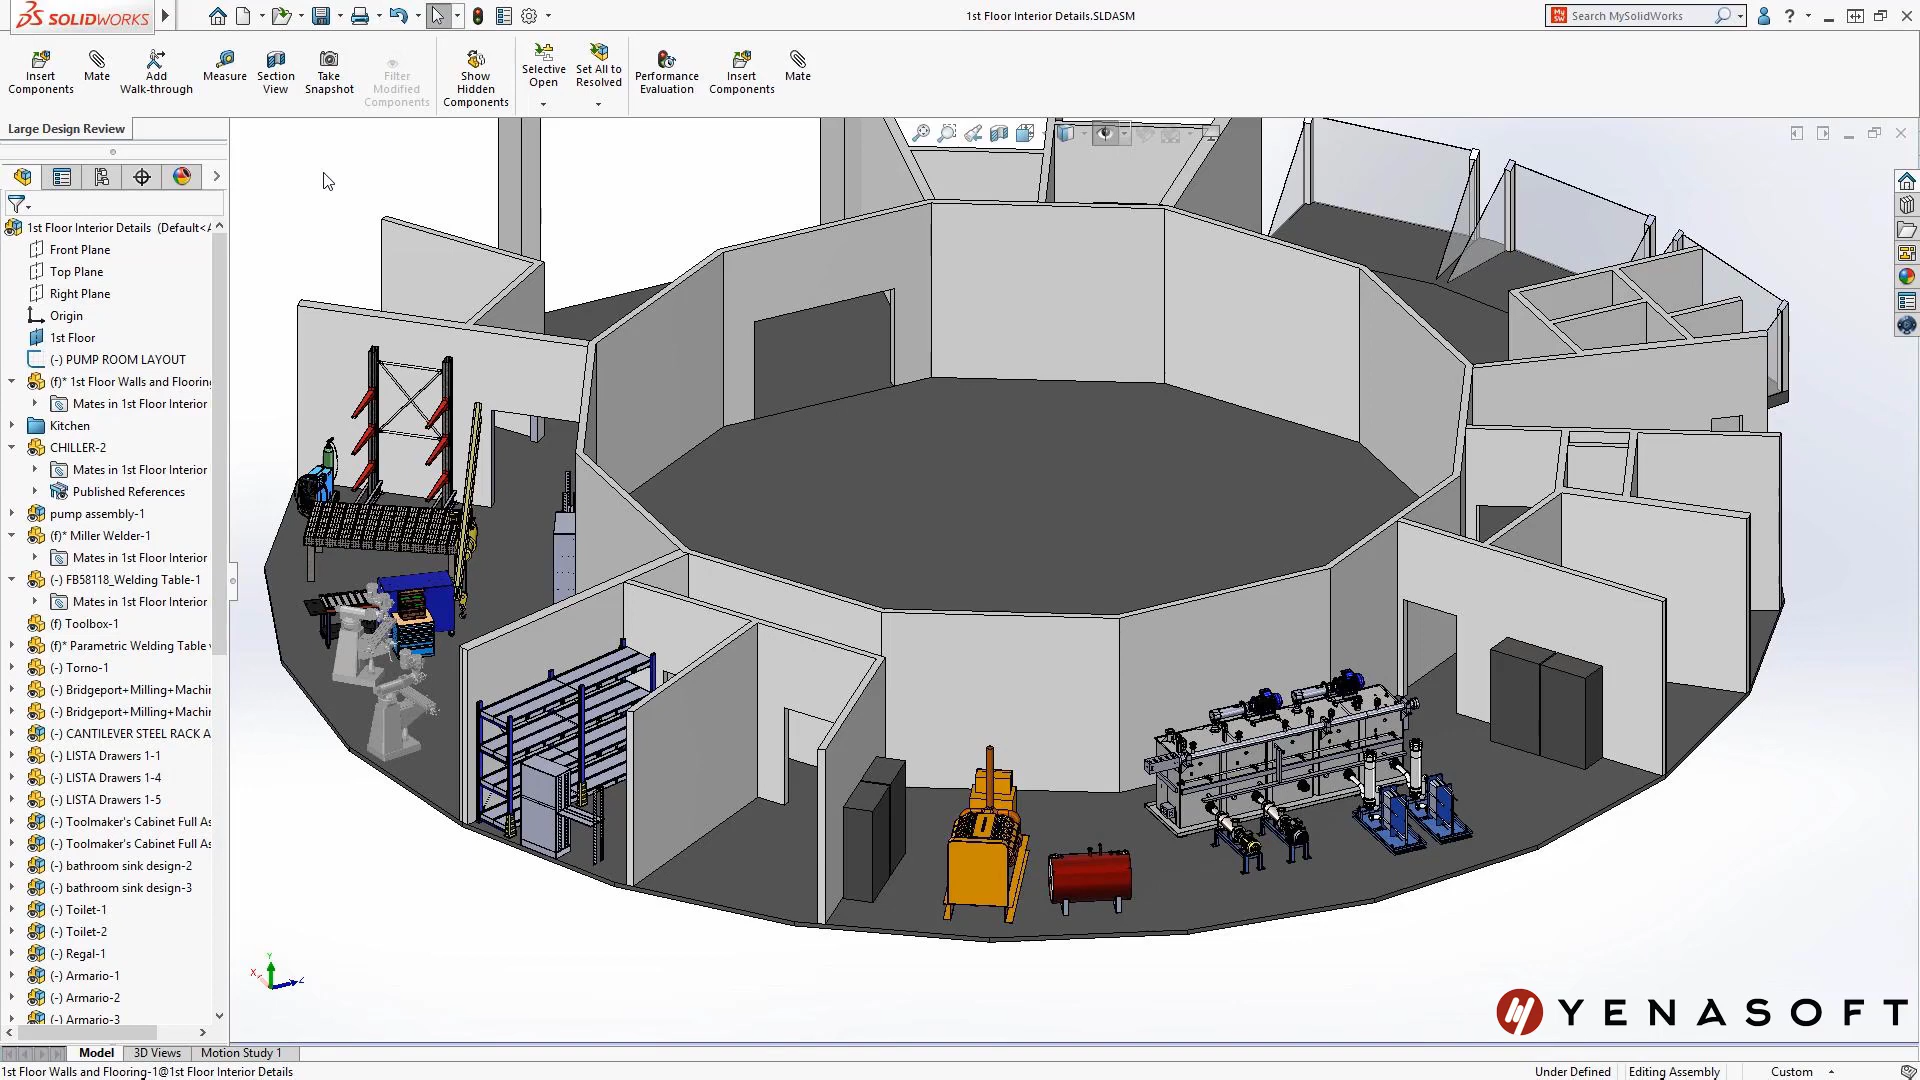 SOLIDWORKS
1st Floor Interior Details.SLDASM
Search MySolidWorks
Insert Components
Mate
Add Walk-through
Measure
Section View
Take Snapshot
Filter Modified Components
Show Hidden Components
Selective Open
Set All to Resolved
Performance Evaluation
Insert Components
Mate
Large Design Review
1st Floor Interior Details (Default<A
Front Plane
Top Plane
Right Plane
Origin
1st Floor
(-) PUMP ROOM LAYOUT
(f)* 1st Floor Walls and Flooring
Mates in 1st Floor Interior
Kitchen
CHILLER-2
Mates in 1st Floor Interior
Published References
pump assembly-1
(f)* Miller Welder-1
Mates in 1st Floor Interior
(-) FB58118_Welding Table-1
Mates in 1st Floor Interior
(f) Toolbox-1
(f)* Parametric Welding Table
(-) Torno-1
(-) Bridgeport+Milling+Machin
(-) Bridgeport+Milling+Machin
(-) CANTILEVER STEEL RACK A
(-) LISTA Drawers 1-1
(-) LISTA Drawers 1-4
(-) LISTA Drawers 1-5
(-) Toolmaker's Cabinet Full As
(-) Toolmaker's Cabinet Full As
(-) bathroom sink design-2
(-) bathroom sink design-3
(-) Toilet-1
(-) Toilet-2
(-) Regal-1
(-) Armario-1
(-) Armario-2
(-) Armario-3
Y
X
Z
YENASOFT
Model
3D Views
Motion Study 1
1st Floor Walls and Flooring-1@1st Floor Interior Details
Under Defined
Editing Assembly
Custom